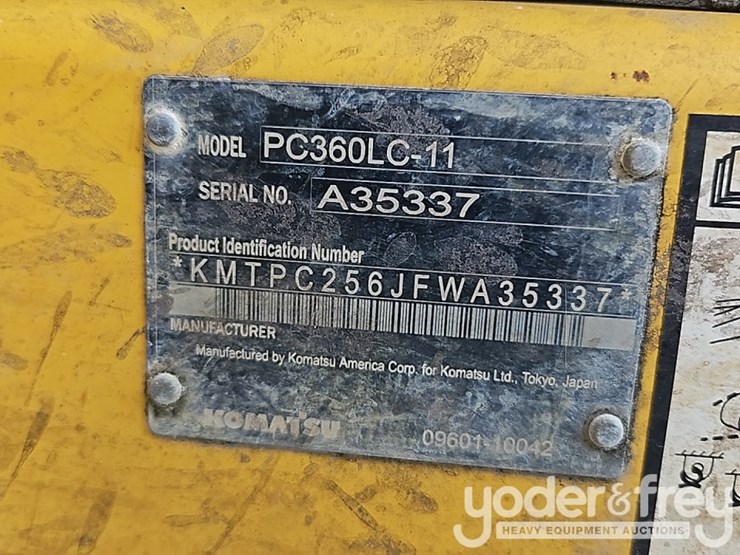 MODEL PC360LC-11
SERIAL NO. A35337
Product Identification Number
*KMTPC256JFWA35337*
MANUFACTURER
Manufactured by Komatsu America Corp. for Komatsu Ltd., Tokyo, Japan
KOMATSU 09601-10042
yoder&frey
HEAVY EQUIPMENT AUCTIONS